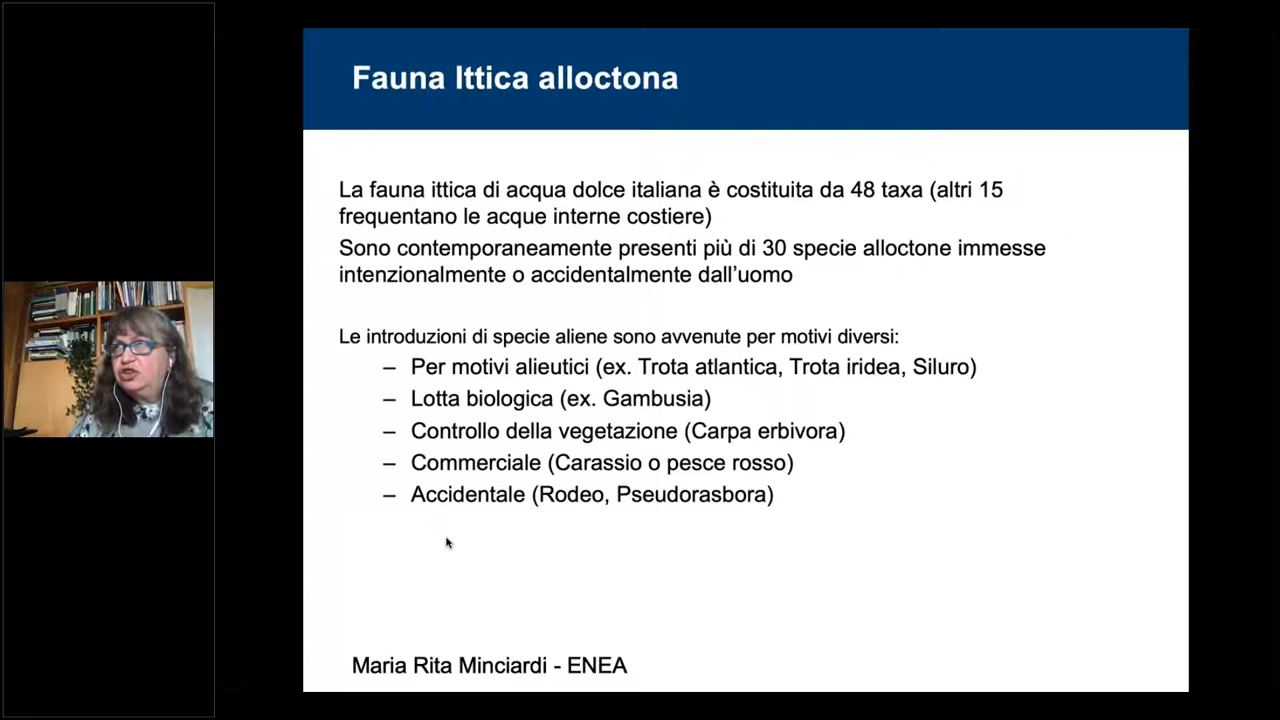 Fauna Ittica alloctona
La fauna ittica di acqua dolce italiana è costituita da 48 taxa (altri 15
frequentano le acque interne costiere)
Sono contemporaneamente presenti più di 30 specie alloctone immesse
intenzionalmente o accidentalmente dall’uomo
Le introduzioni di specie aliene sono avvenute per motivi diversi:
– Per motivi alieutici (ex. Trota atlantica, Trota iridea, Siluro)
– Lotta biologica (ex. Gambusia)
– Controllo della vegetazione (Carpa erbivora)
– Commerciale (Carassio o pesce rosso)
– Accidentale (Rodeo, Pseudorasbora)
Maria Rita Minciardi - ENEA